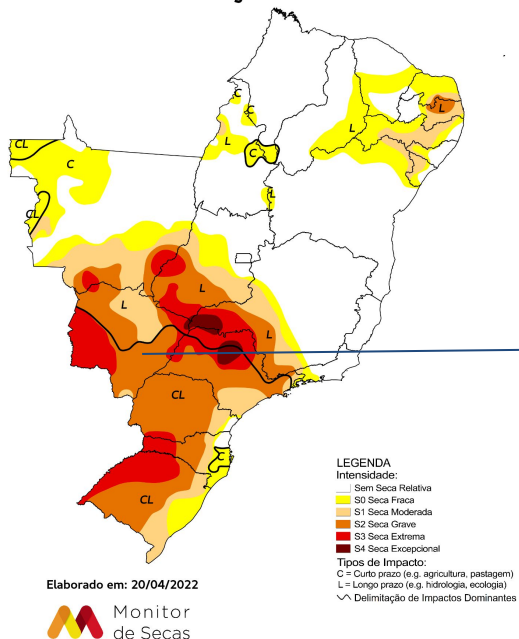 C
C
CL
L
L
L
C
C
L
CL
L
L
L
CL
C
CL
LEGENDA
Intensidade:
Sem Seca Relativa
S0 Seca Fraca
S1 Seca Moderada
S2 Seca Grave
S3 Seca Extrema
S4 Seca Excepcional
Tipos de Impacto:
C = Curto prazo (e.g. agricultura, pastagem)
L = Longo prazo (e.g. hidrologia, ecologia)
Delimitação de Impactos Dominantes
Elaborado em: 20/04/2022
Monitor
de Secas